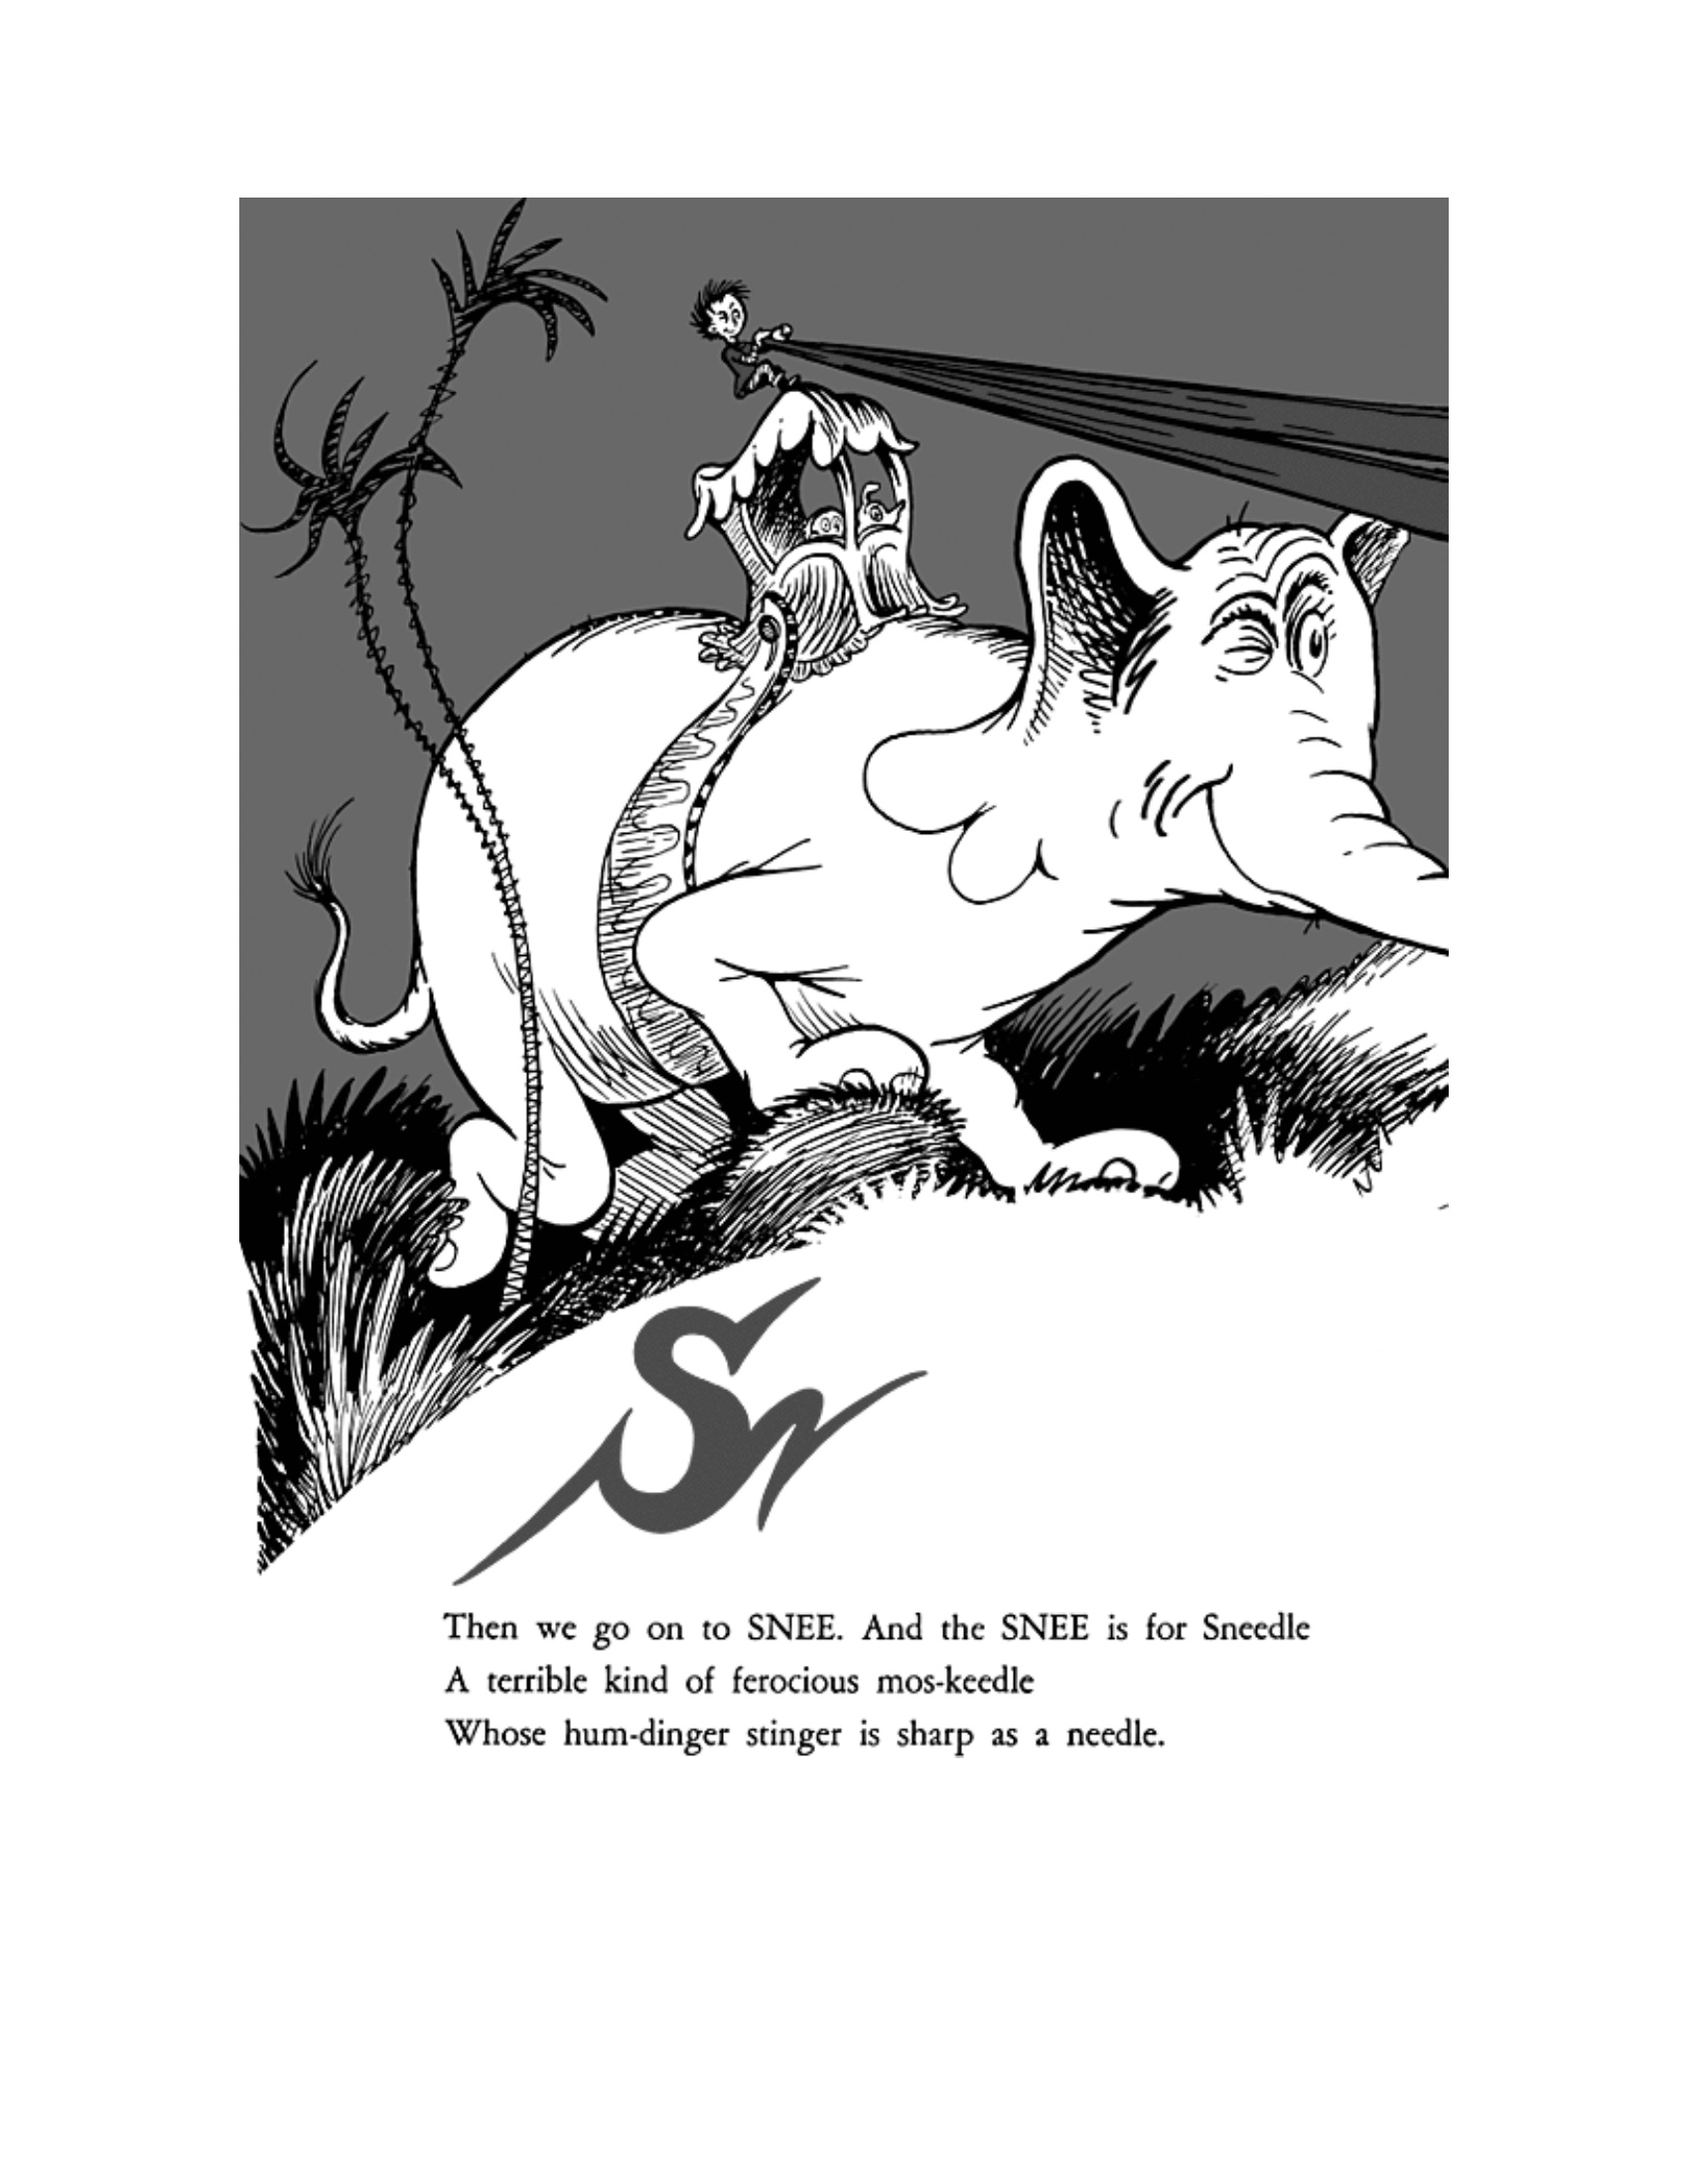 Sn
Then we go on to SNEE. And the SNEE is for Sneedle
A terrible kind of ferocious mos-keedle
Whose hum-dinger stinger is sharp as a needle.